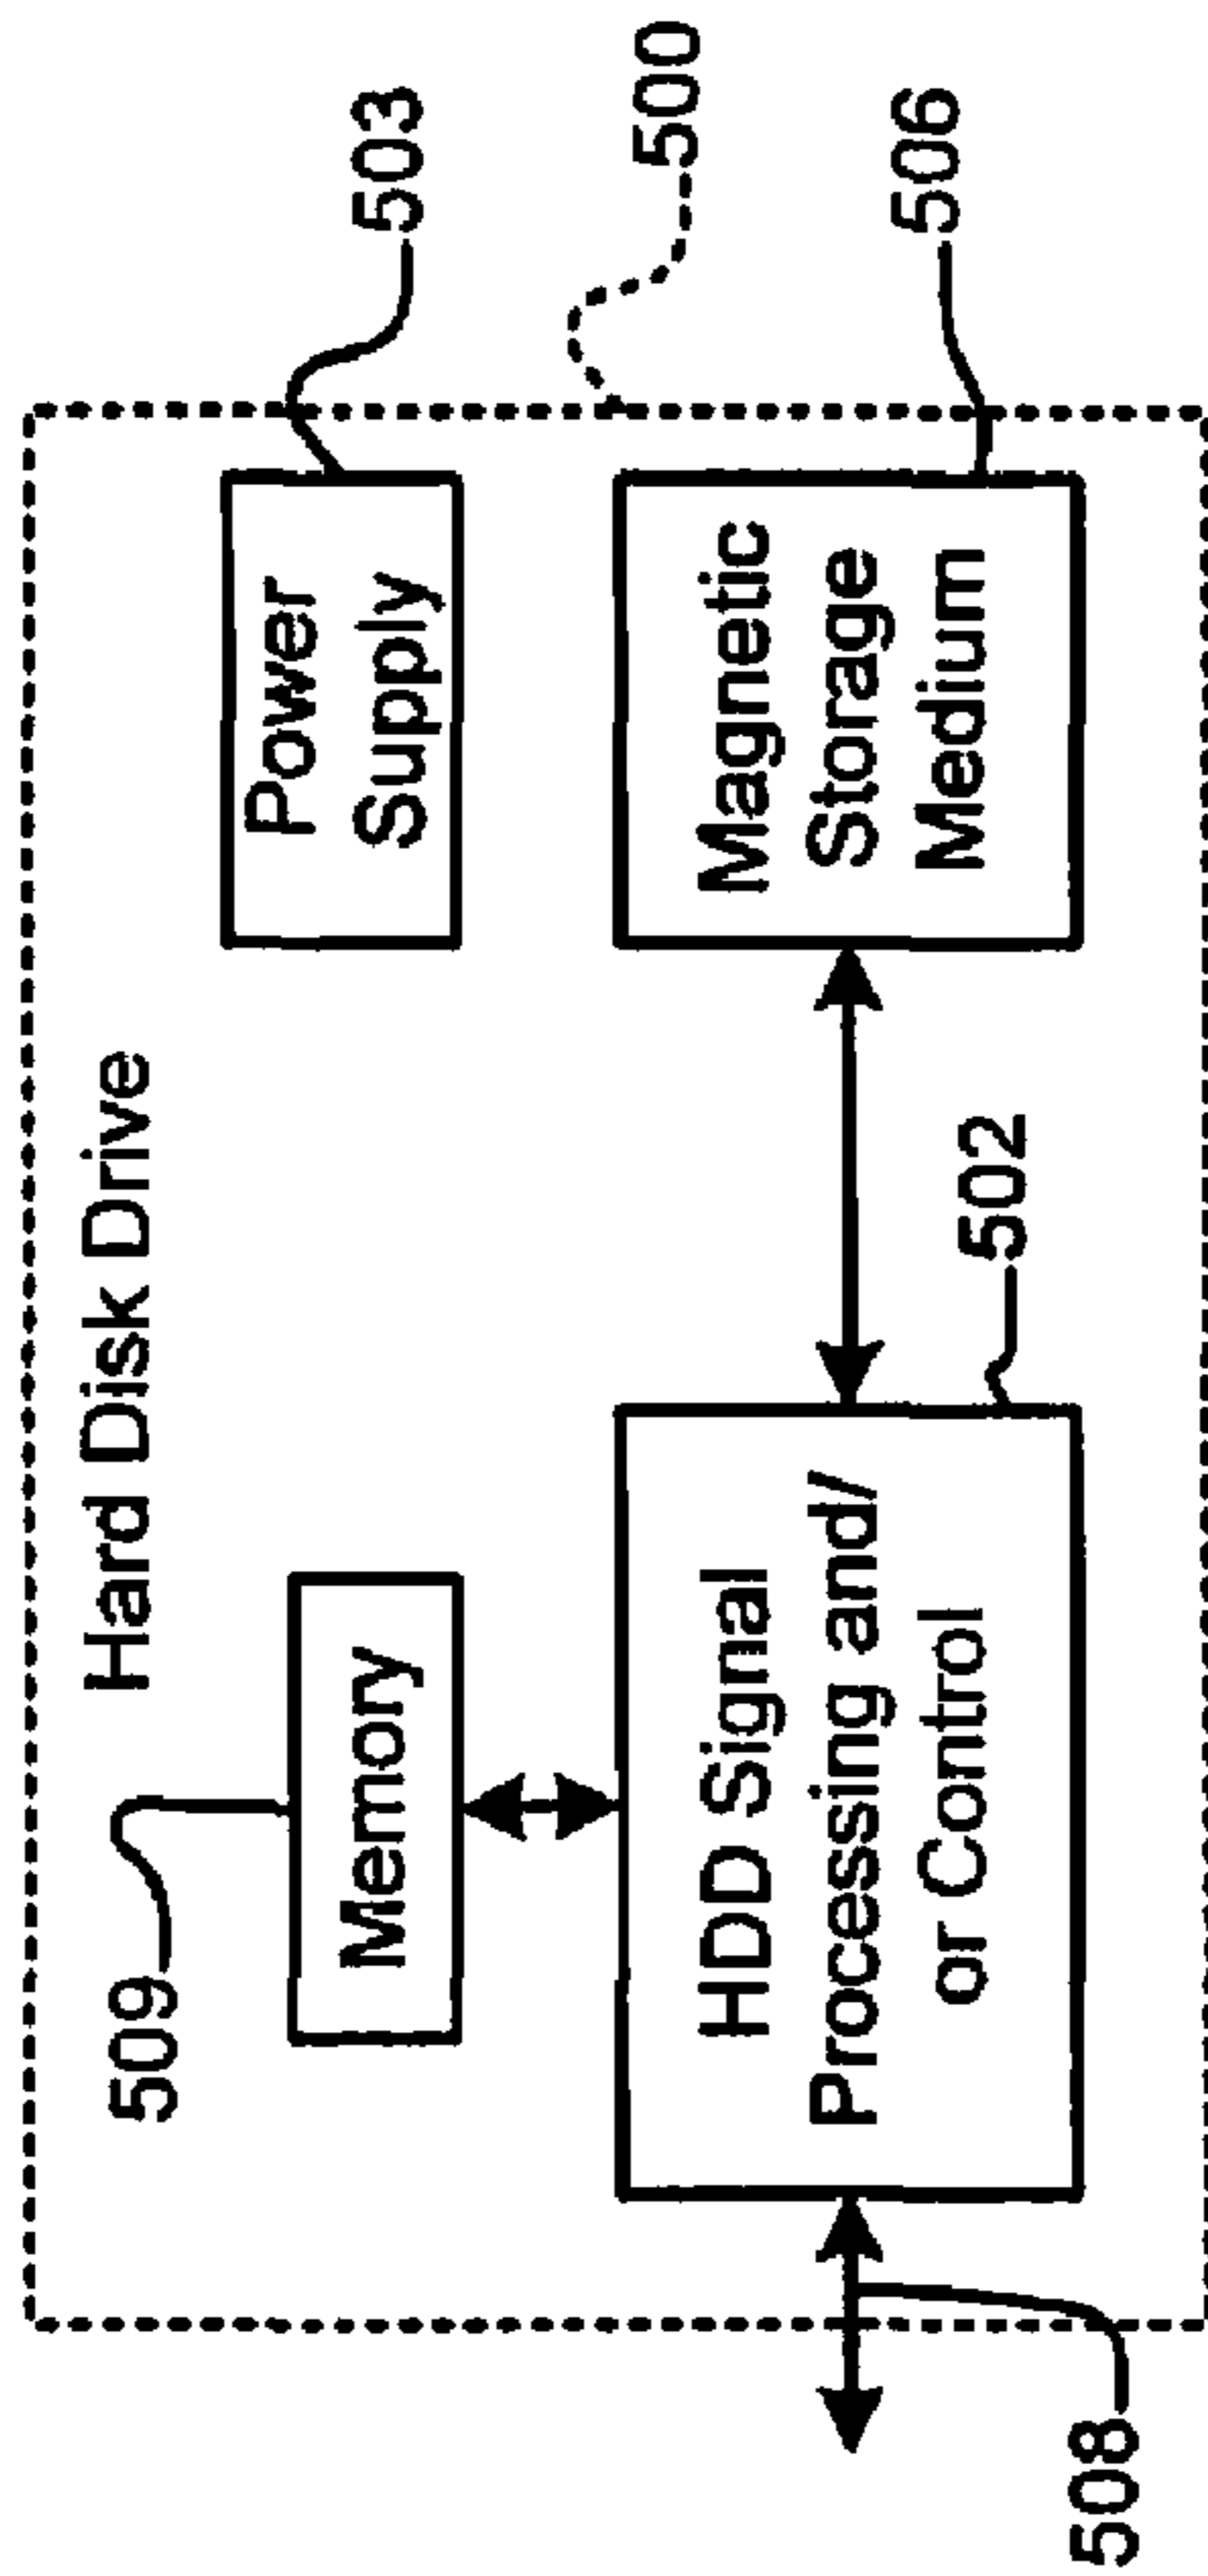 Hard Disk Drive
509
Memory
Power
Supply
503
500
HDD Signal
Processing and/
or Control
Magnetic
Storage
Medium
506
502
508